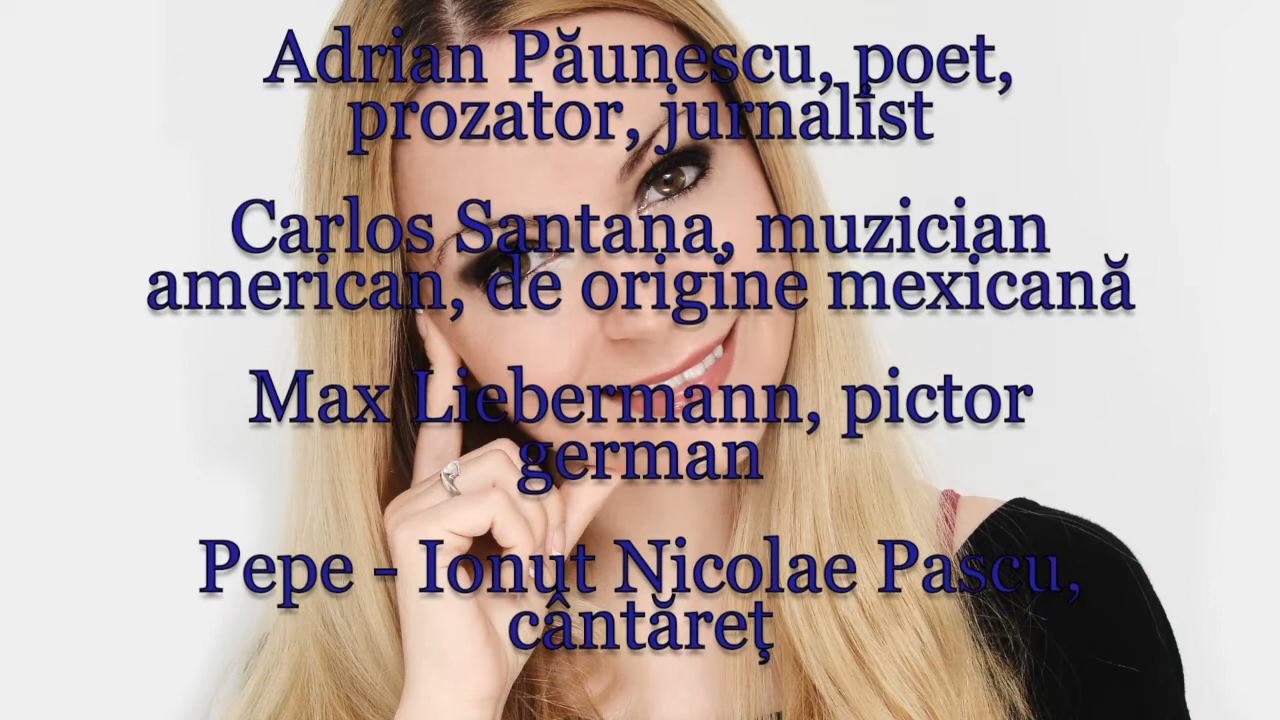 Adrian Păunescu, poet,
prozator, jurnalist
Carlos Santana, muzician
american, de origine mexicană
Max Liebermann, pictor
german
Pepe - Ionut Nicolae Pascu,
cântăreț